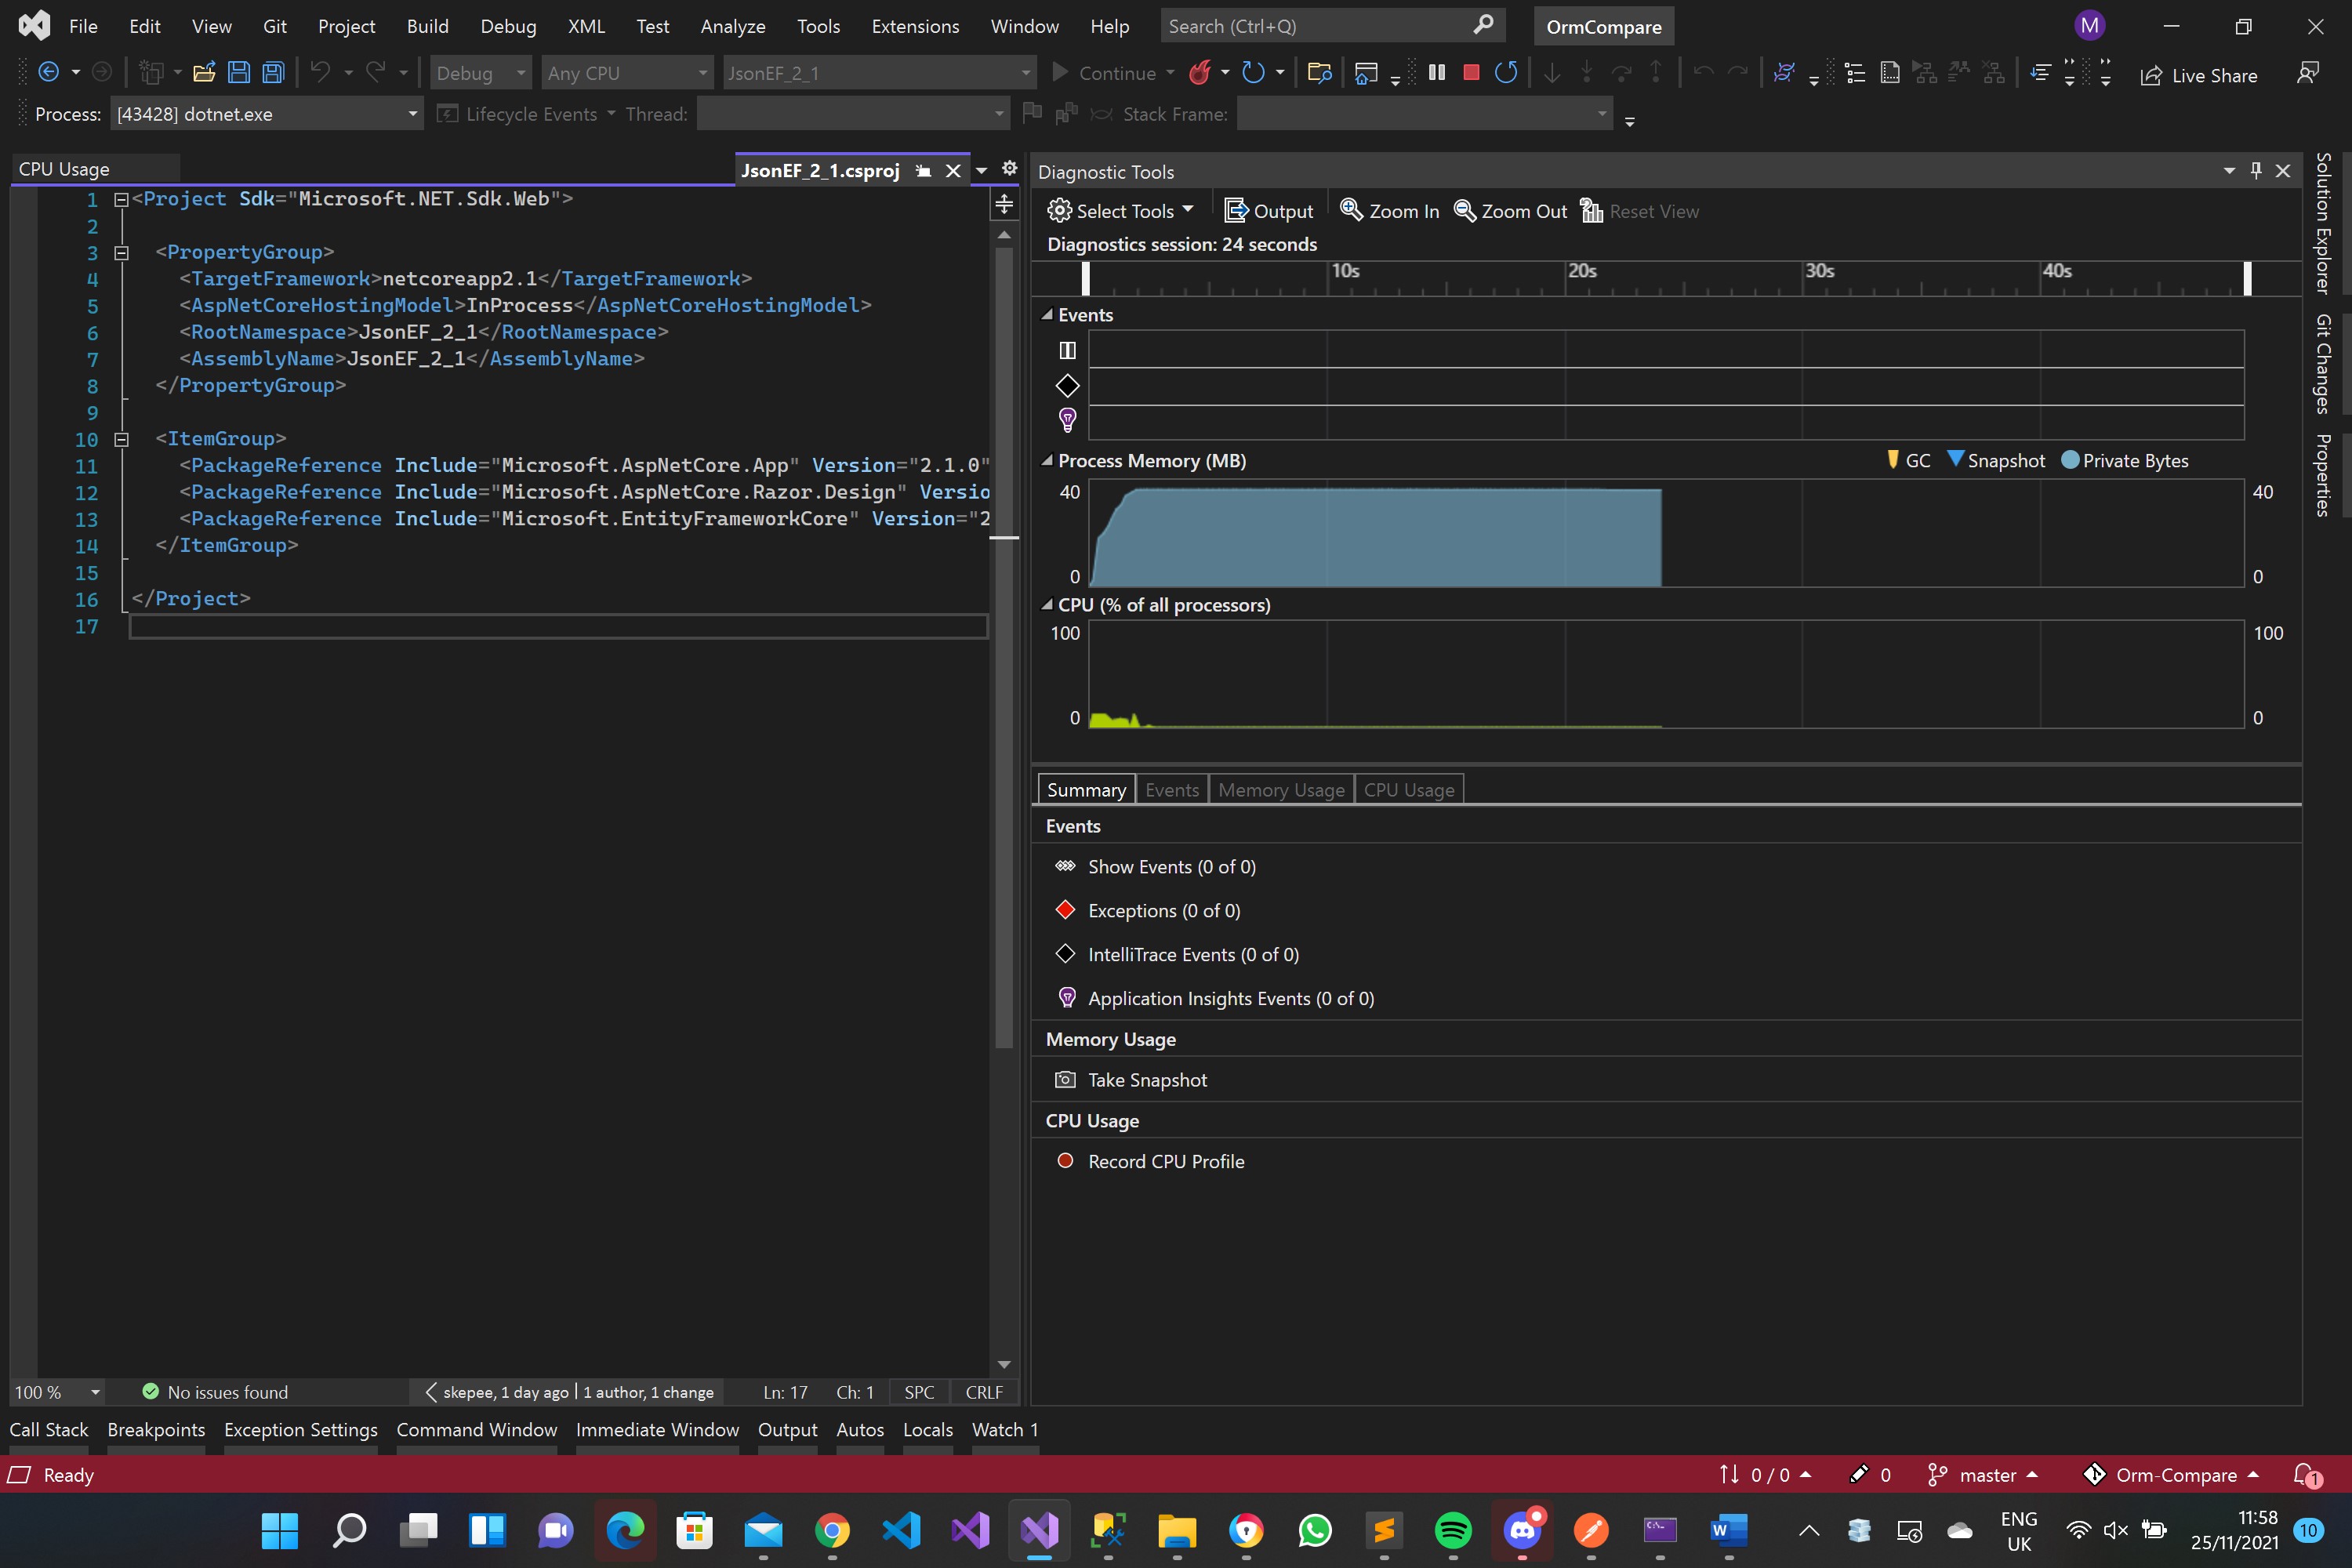 File Edit View Git Project Build Debug XML Test Analyze Tools Extensions Window Help Search (Ctrl+Q) OrmCompare M
Debug Any CPU JsonEF_2_1 Continue Live Share
Process: [43428] dotnet.exe Lifecycle Events Thread: Stack Frame:
CPU Usage JsonEF_2_1.csproj
1 <Project Sdk="Microsoft.NET.Sdk.Web">
2
3 <PropertyGroup>
4 <TargetFramework>netcoreapp2.1</TargetFramework>
5 <AspNetCoreHostingModel>InProcess</AspNetCoreHostingModel>
6 <RootNamespace>JsonEF_2_1</RootNamespace>
7 <AssemblyName>JsonEF_2_1</AssemblyName>
8 </PropertyGroup>
9
10 <ItemGroup>
11 <PackageReference Include="Microsoft.AspNetCore.App" Version="2.1.0"
12 <PackageReference Include="Microsoft.AspNetCore.Razor.Design" Versio
13 <PackageReference Include="Microsoft.EntityFrameworkCore" Version="2
14 </ItemGroup>
15
16 </Project>
17
100 % No issues found skepee, 1 day ago | 1 author, 1 change Ln: 17 Ch: 1 SPC CRLF
Diagnostic Tools
Select Tools Output Zoom In Zoom Out Reset View
Diagnostics session: 24 seconds
10s 20s 30s 40s
Events
Process Memory (MB) GC Snapshot Private Bytes
40 40
0 0
CPU (% of all processors)
100 100
0 0
Summary Events Memory Usage CPU Usage
Events
Show Events (0 of 0)
Exceptions (0 of 0)
IntelliTrace Events (0 of 0)
Application Insights Events (0 of 0)
Memory Usage
Take Snapshot
CPU Usage
Record CPU Profile
Solution Explorer
Git Changes
Properties
Call Stack Breakpoints Exception Settings Command Window Immediate Window Output Autos Locals Watch 1
Ready 0 / 0 0 master Orm-Compare 1
ENG 11:58
UK 25/11/2021 10